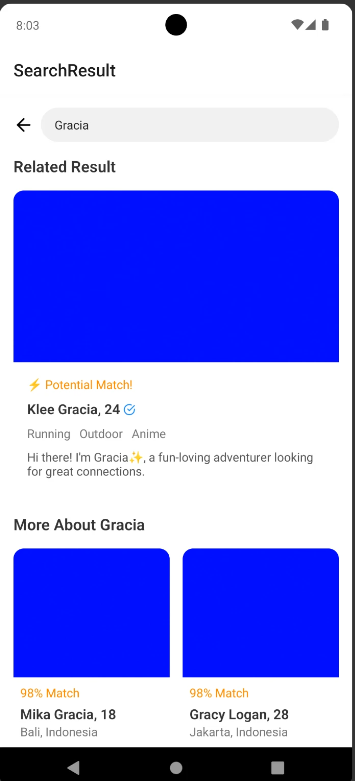 8:03
SearchResult
Gracia
Related Result
⚡ Potential Match!
Klee Gracia, 24
Running Outdoor Anime
Hi there! I'm Gracia✨, a fun-loving adventurer looking
for great connections.
More About Gracia
98% Match
Mika Gracia, 18
Bali, Indonesia
98% Match
Gracy Logan, 28
Jakarta, Indonesia